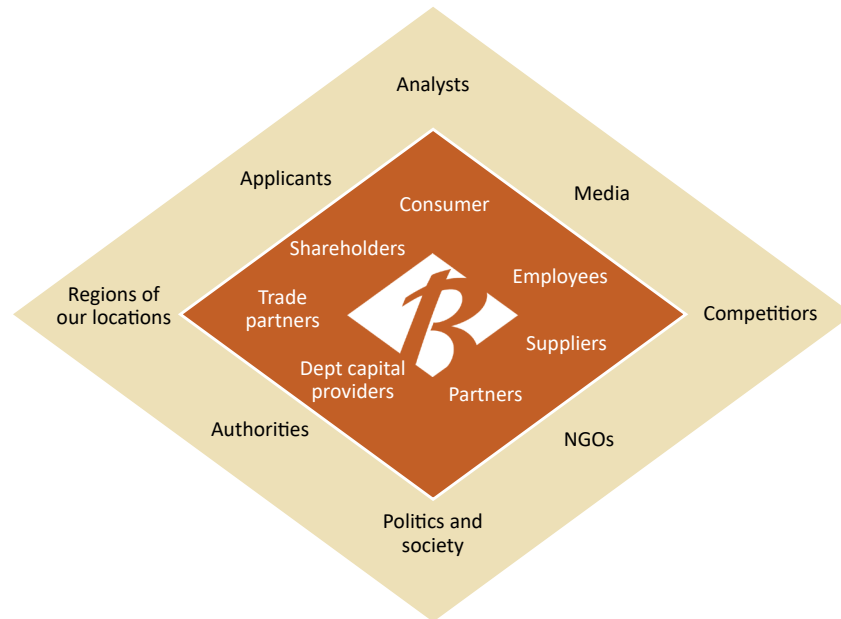 Analysts
Applicants
Media
Consumer
Shareholders
Employees
Regions of
our locations
Trade
partners
B
Competitiors
Suppliers
Dept capital
providers
Partners
Authorities
NGOs
Politics and
society